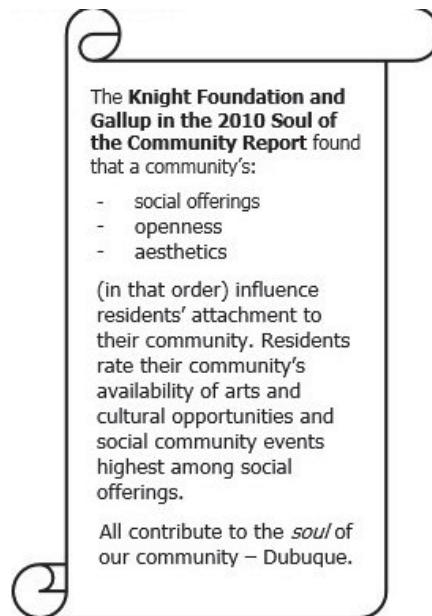 The Knight Foundation and
Gallup in the 2010 Soul of
the Community Report found
that a community's:
- social offerings
- openness
- aesthetics
(in that order) influence
residents' attachment to
their community. Residents
rate their community's
availability of arts and
cultural opportunities and
social community events
highest among social
offerings.
All contribute to the soul of
our community – Dubuque.